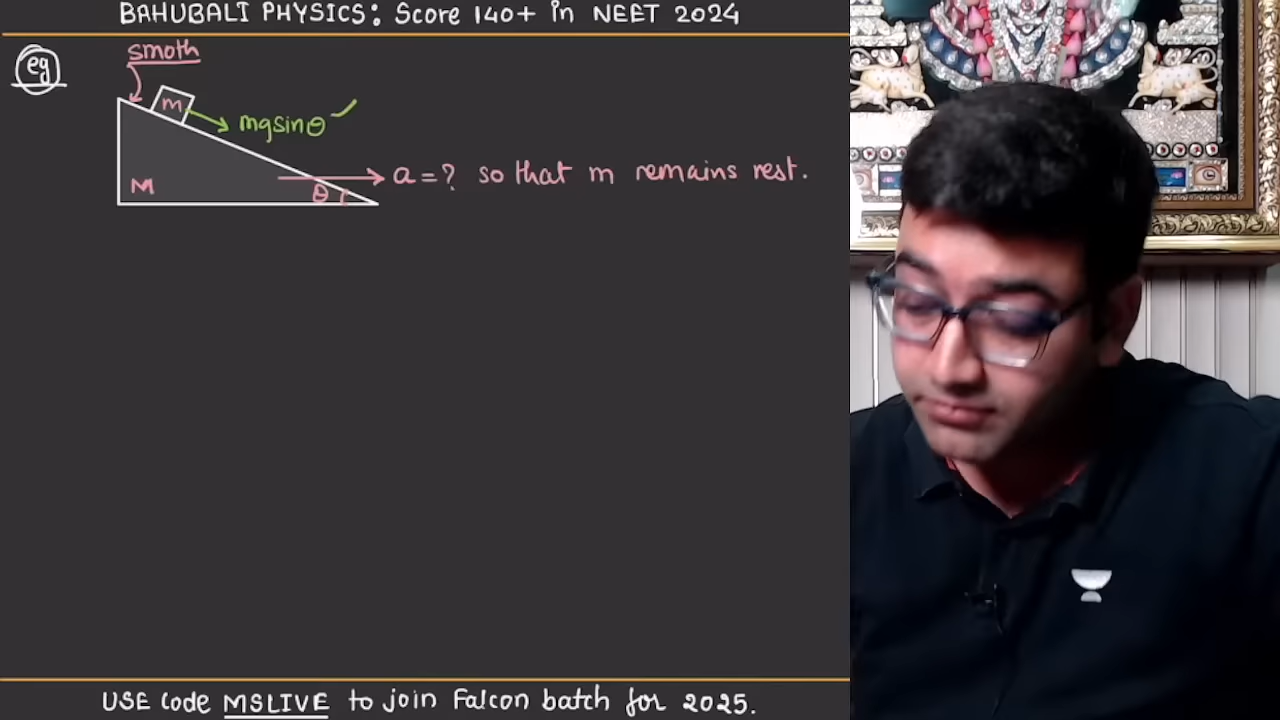 BAHUBALI PHYSICS: Score 140+ in NEET 2024
eg
smoth
m
mgsinθ
a = ? so that m remains rest.
M
θ
USE Code MSLIVE to join Falcon batch for 2025.